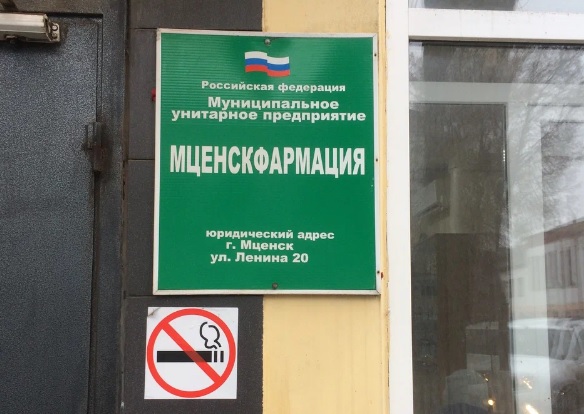 Российская федерация
Муниципальное
унитарное предприятие
МЦЕНСКФАРМАЦИЯ
юридический адрес
г. Мценск
ул. Ленина 20